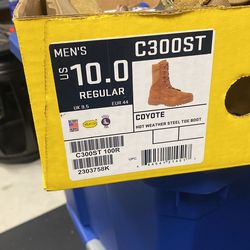 MEN'S
C300ST
US 10.0
REGULAR
UK 9.5 EUR 44
COYOTE
HOT WEATHER STEEL TOE BOOT
C300ST 100R
UPC
2303758K